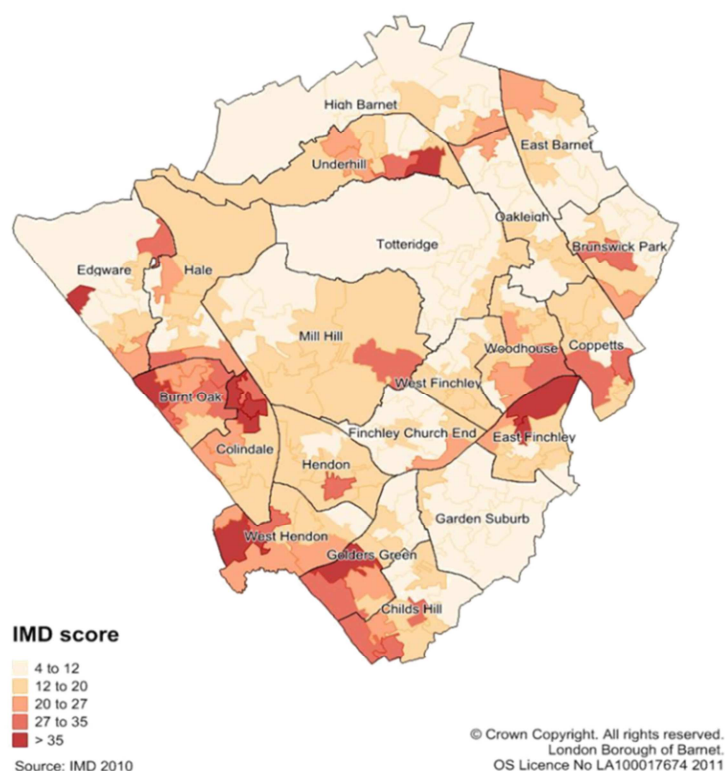 High Barnet
Underhill
East Barnet
Oakleigh
Totteridge
Brunswick Park
Edgware
Hale
Mill Hill
Woodhouse
Coppetts
West Finchley
Burnt Oak
Finchley Church End
East Finchley
Colindale
Hendon
Garden Suburb
West Hendon
Golders Green
Childs Hill
IMD score
4 to 12
12 to 20
20 to 27
27 to 35
> 35
Source: IMD 2010
© Crown Copyright. All rights reserved.
London Borough of Barnet.
OS Licence No LA100017674 2011